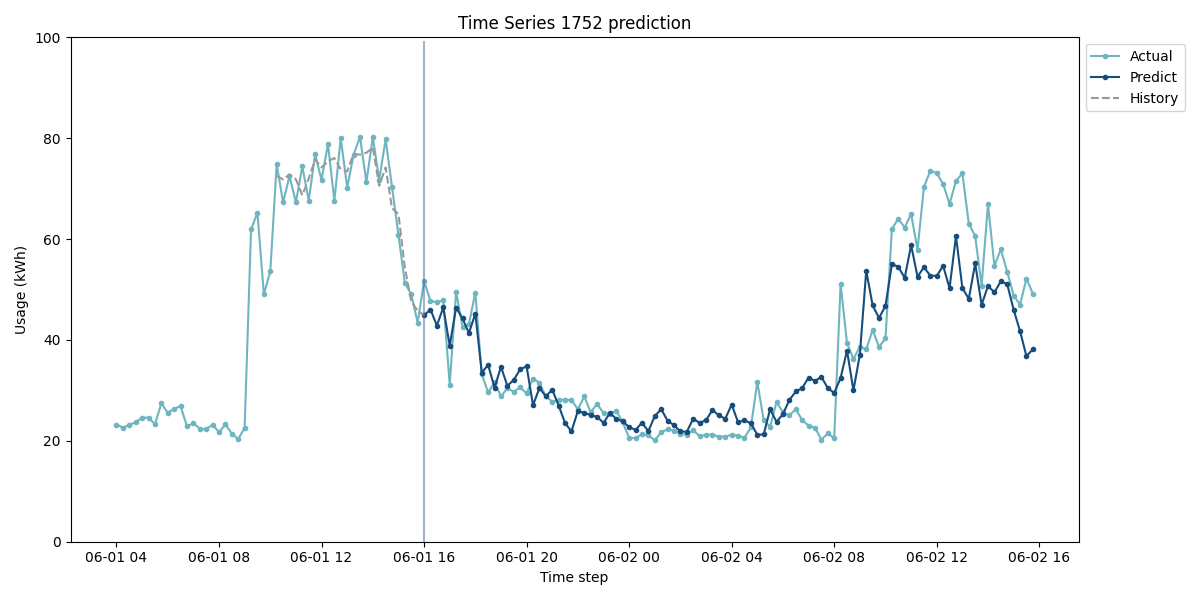 Time Series 1752 prediction
100
80
60
40
20
0
Usage (kWh)
06-01 04
06-01 08
06-01 12
06-01 16
06-01 20
06-02 00
06-02 04
06-02 08
06-02 12
06-02 16
Time step
Actual
Predict
History